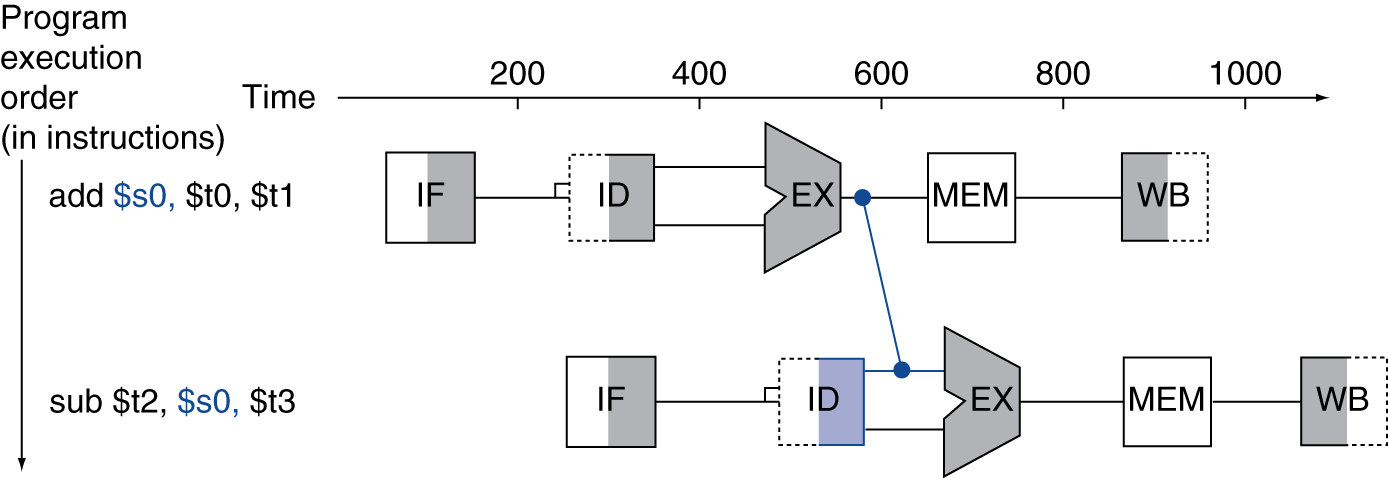 Program
execution
order
(in instructions)
Time
200 400 600 800 1000
add $s0, $t0, $t1
IF ID EX MEM WB
sub $t2, $s0, $t3
IF ID EX MEM WB